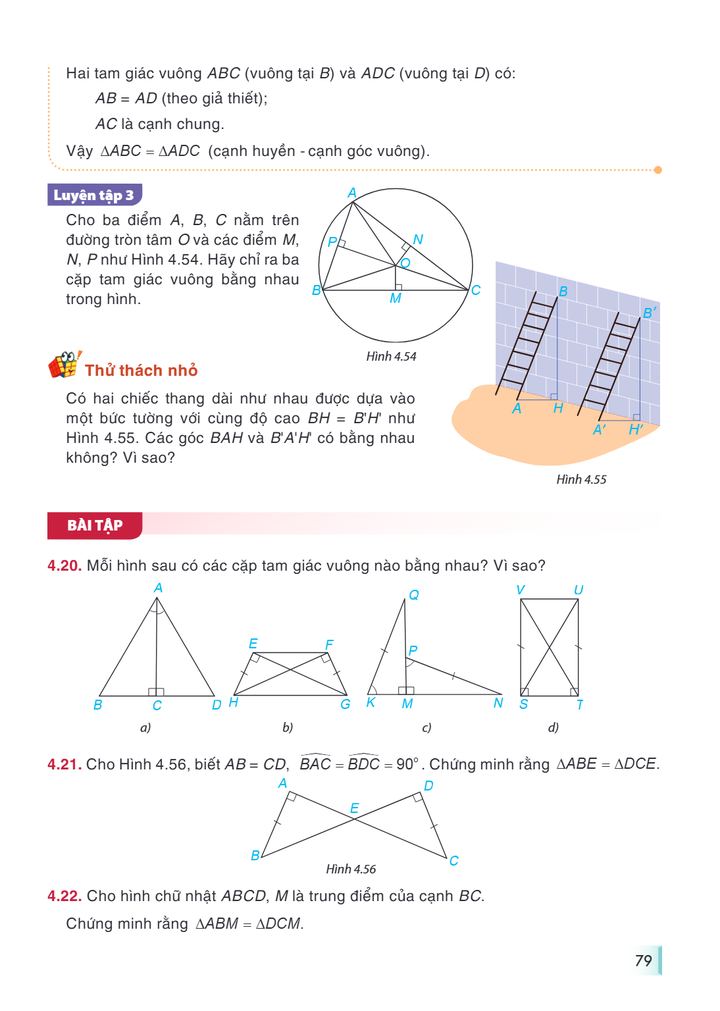 Hai tam giác vuông ABC (vuông tại B) và ADC (vuông tại D) có:
AB = AD (theo giả thiết);
AC là cạnh chung.
Vậy ΔABC = ΔADC (cạnh huyền - cạnh góc vuông).
Luyện tập 3
Cho ba điểm A, B, C nằm trên
đường tròn tâm O và các điểm M,
N, P như Hình 4.54. Hãy chỉ ra ba
cặp tam giác vuông bằng nhau
trong hình.
A
P
N
O
B
M
C
Hình 4.54
Thử thách nhỏ
Có hai chiếc thang dài như nhau được dựa vào
một bức tường với cùng độ cao BH = B'H' như
Hình 4.55. Các góc BAH và B'A'H' có bằng nhau
không? Vì sao?
B
B'
A
H
A'
H'
Hình 4.55
BÀI TẬP
4.20. Mỗi hình sau có các cặp tam giác vuông nào bằng nhau? Vì sao?
A
B
C
D
a)
E
F
H
G
b)
Q
P
K
M
N
c)
V
U
S
T
d)
4.21. Cho Hình 4.56, biết AB = CD, BAC = BDC = 90°. Chứng minh rằng ΔABE = ΔDCE.
A
D
E
B
C
Hình 4.56
4.22. Cho hình chữ nhật ABCD, M là trung điểm của cạnh BC.
Chứng minh rằng ΔABM = ΔDCM.
79